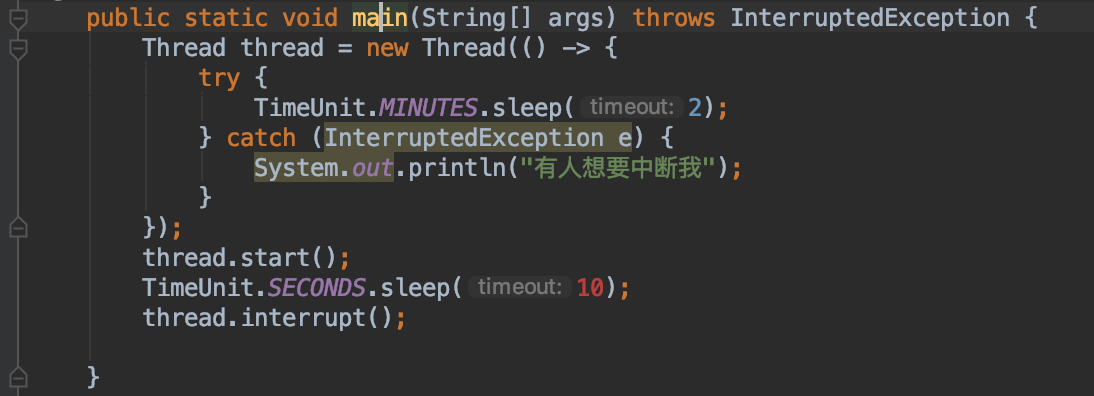 public static void main(String[] args) throws InterruptedException {
Thread thread = new Thread(() -> {
try {
TimeUnit.MINUTES.sleep( timeout: 2);
} catch (InterruptedException e) {
System.out.println("有人想要中断我");
}
});
thread.start();
TimeUnit.SECONDS.sleep( timeout: 10);
thread.interrupt();
}